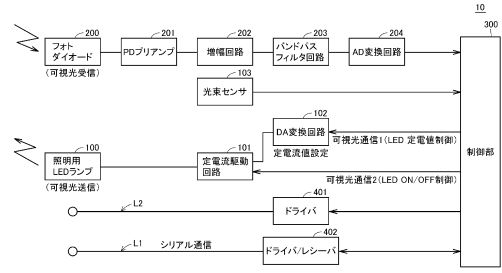 10
200
201
202
203
204
300
フォト
ダイオード
PDプリアンプ
増幅回路
バンドパス
フィルタ回路
AD変換回路
(可視光受信)
103
光束センサ
102
DA変換回路
定電流値設定
可視光通信1(LED 定電値制御)
制御部
100
101
照明用
LEDランプ
定電流駆動
回路
可視光通信2(LED ON/OFF制御)
(可視光送信)
L2
401
ドライバ
L1
シリアル通信
402
ドライバ/レシーバ